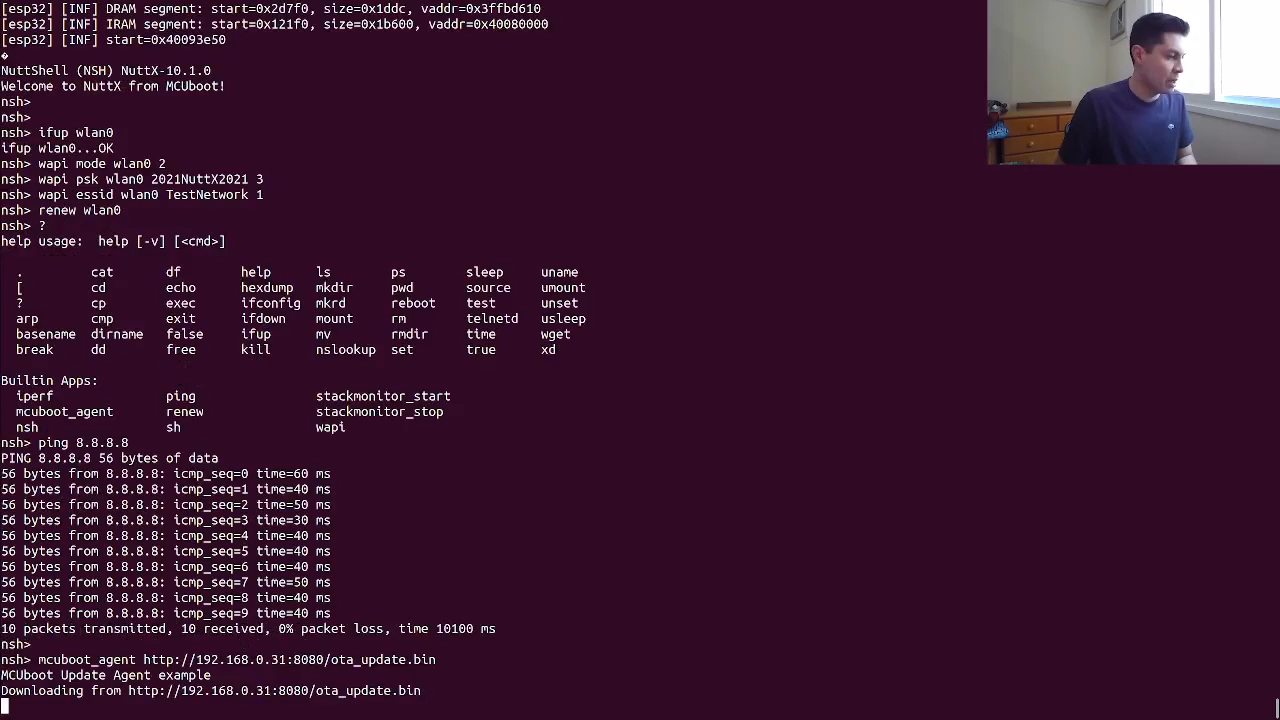 [esp32] [INF] DRAM segment: start=0x2d7f0, size=0x1ddc, vaddr=0x3ffbd610
[esp32] [INF] IRAM segment: start=0x121f0, size=0x1b600, vaddr=0x40080000
[esp32] [INF] start=0x40093e50
�
NuttShell (NSH) NuttX-10.1.0
Welcome to NuttX from MCUboot!
nsh>
nsh>
nsh> ifup wlan0
ifup wlan0...OK
nsh> wapi mode wlan0 2
nsh> wapi psk wlan0 2021NuttX2021 3
nsh> wapi essid wlan0 TestNetwork 1
nsh> renew wlan0
nsh> ?
help usage:  help [-v] [<cmd>]
. cat df help ls ps sleep uname
[ cd echo hexdump mkdir pwd source umount
? cp exec ifconfig mkrd reboot test unset
arp cmp exit ifdown mount rm telnetd usleep
basename dirname false ifup mv rmdir time wget
break dd free kill nslookup set true xd
Builtin Apps:
iperf ping stackmonitor_start
mcuboot_agent renew stackmonitor_stop
nsh sh wapi
nsh> ping 8.8.8.8
PING 8.8.8.8 56 bytes of data
56 bytes from 8.8.8.8: icmp_seq=0 time=60 ms
56 bytes from 8.8.8.8: icmp_seq=1 time=40 ms
56 bytes from 8.8.8.8: icmp_seq=2 time=50 ms
56 bytes from 8.8.8.8: icmp_seq=3 time=30 ms
56 bytes from 8.8.8.8: icmp_seq=4 time=40 ms
56 bytes from 8.8.8.8: icmp_seq=5 time=40 ms
56 bytes from 8.8.8.8: icmp_seq=6 time=40 ms
56 bytes from 8.8.8.8: icmp_seq=7 time=50 ms
56 bytes from 8.8.8.8: icmp_seq=8 time=40 ms
56 bytes from 8.8.8.8: icmp_seq=9 time=40 ms
10 packets transmitted, 10 received, 0% packet loss, time 10100 ms
nsh>
nsh> mcuboot_agent http://192.168.0.31:8080/ota_update.bin
MCUboot Update Agent example
Downloading from http://192.168.0.31:8080/ota_update.bin